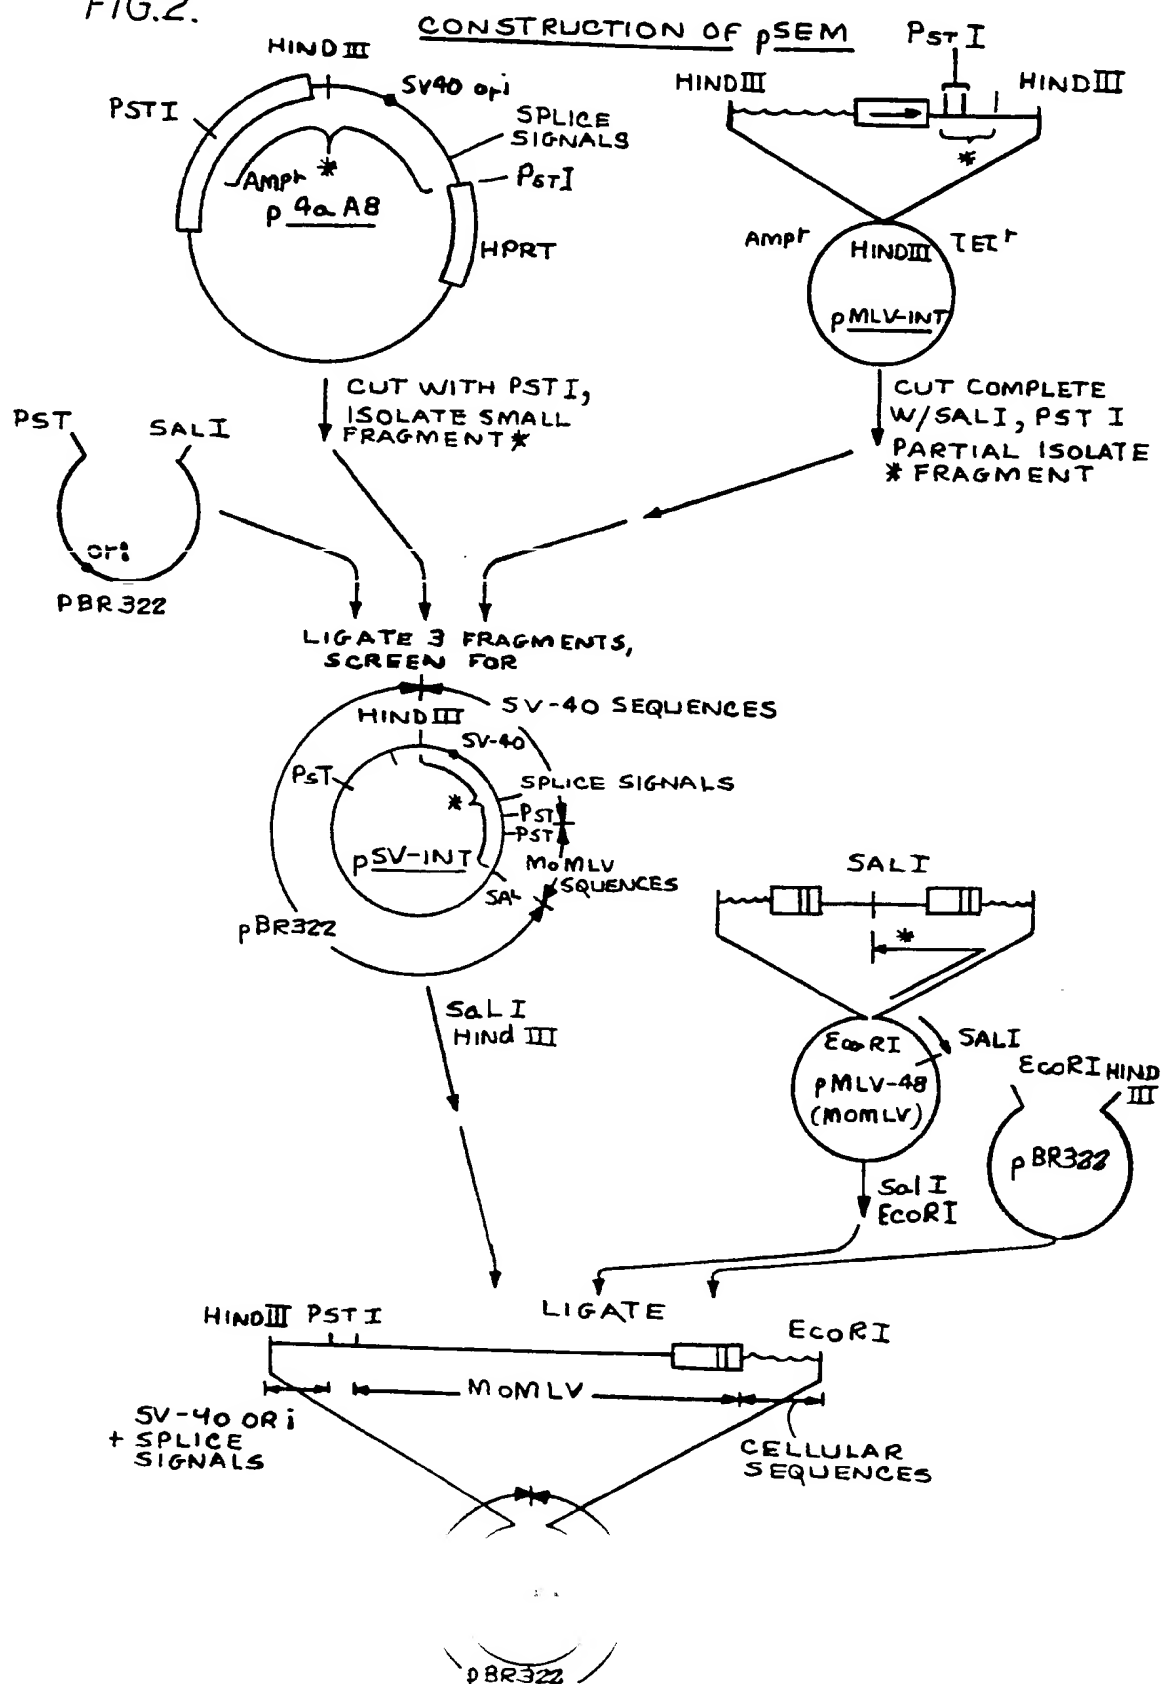 FIG.2.
CONSTRUCTION OF pSEM
HIND III
SV40 ori
PST I
SPLICE
SIGNALS
PST I
Ampr *
p 4a A8
HPRT
PST I
HIND III
HIND III
*
Ampr
HIND III
TETr
pMLV-INT
CUT WITH PST I,
ISOLATE SMALL
FRAGMENT *
CUT COMPLETE
W/SAL I, PST I
PARTIAL ISOLATE
* FRAGMENT
PST
SAL I
ori
PBR322
LIGATE 3 FRAGMENTS,
SCREEN FOR
SV-40 SEQUENCES
HIND III
SV-40
PST
SPLICE SIGNALS
*
PST
PST
pSV-INT
MoMLV
SQUENCES
SAL
pBR322
SAL I
*
SaL I
HINd III
EcoRI
SAL I
pMLV-48
(MOMLV)
EcoRI
HIND
III
pBR322
Sal I
EcoRI
LIGATE
HIND III PST I
EcoRI
MoMLV
SV-40 ORi
+ SPLICE
SIGNALS
CELLULAR
SEQUENCES
pBR322